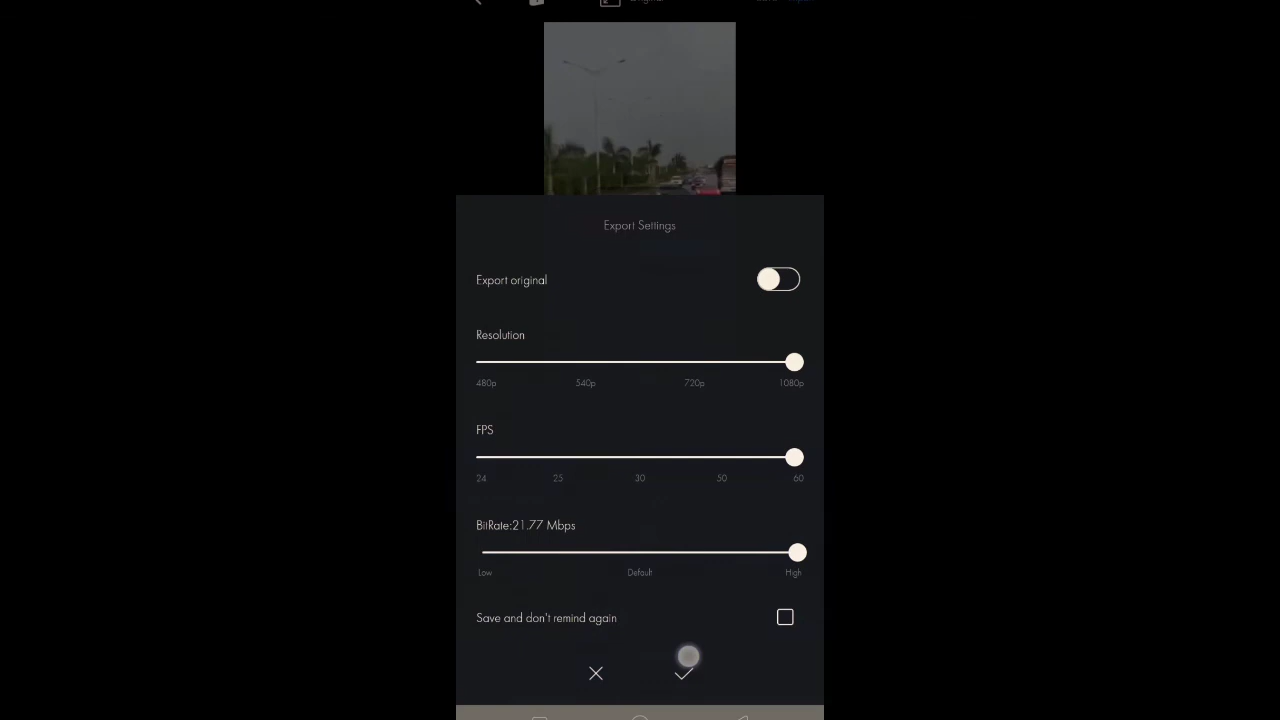 Export Settings
Export original
Resolution
480p 540p 720p 1080p
FPS
24 25 30 50 60
BitRate:21.77 Mbps
Low Default High
Save and don't remind again